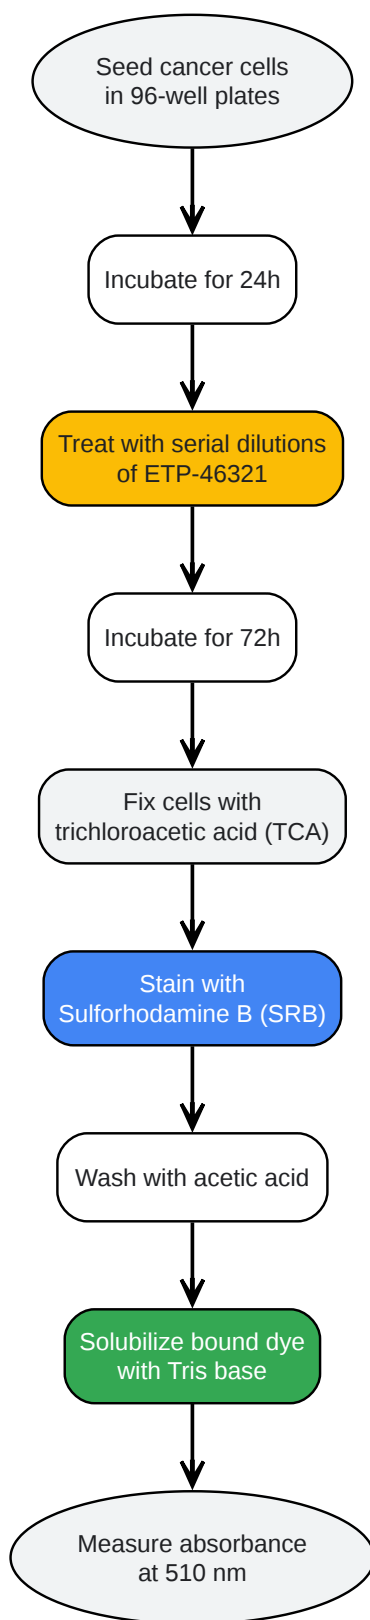 Seed cancer cells
in 96-well plates
Incubate for 24h
Treat with serial dilutions
of ETP-46321
Incubate for 72h
Fix cells with
trichloroacetic acid (TCA)
Stain with
Sulforhodamine B (SRB)
Wash with acetic acid
Solubilize bound dye
with Tris base
Measure absorbance
at 510 nm